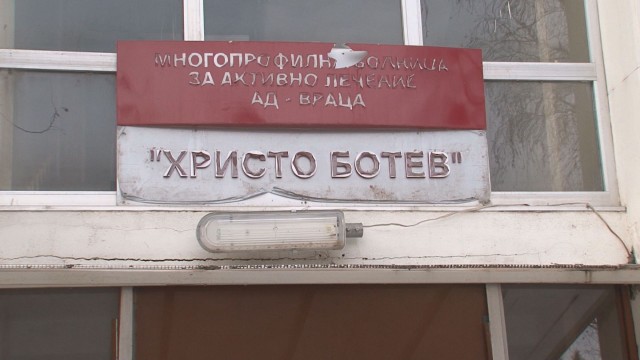 МНОГОПРОФИЛНА БОЛНИЦА
ЗА АКТИВНО ЛЕЧЕНИЕ
АД - ВРАЦА
"ХРИСТО БОТЕВ"